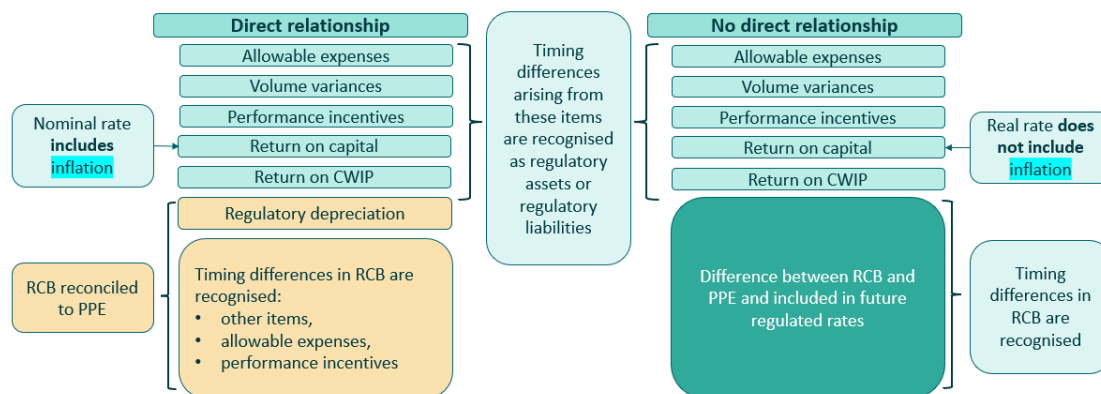 Direct relationship
Allowable expenses
Volume variances
Performance incentives
Return on capital
Return on CWIP
Regulatory depreciation
Timing differences in RCB are
recognised:
• other items,
• allowable expenses,
• performance incentives
Nominal rate
includes
inflation
RCB reconciled
to PPE
Timing
differences
arising from
these items
are recognised
as regulatory
assets or
regulatory
liabilities
No direct relationship
Allowable expenses
Volume variances
Performance incentives
Return on capital
Return on CWIP
Difference between RCB and
PPE and included in future
regulated rates
Real rate does
not include
inflation
Timing
differences in
RCB are
recognised